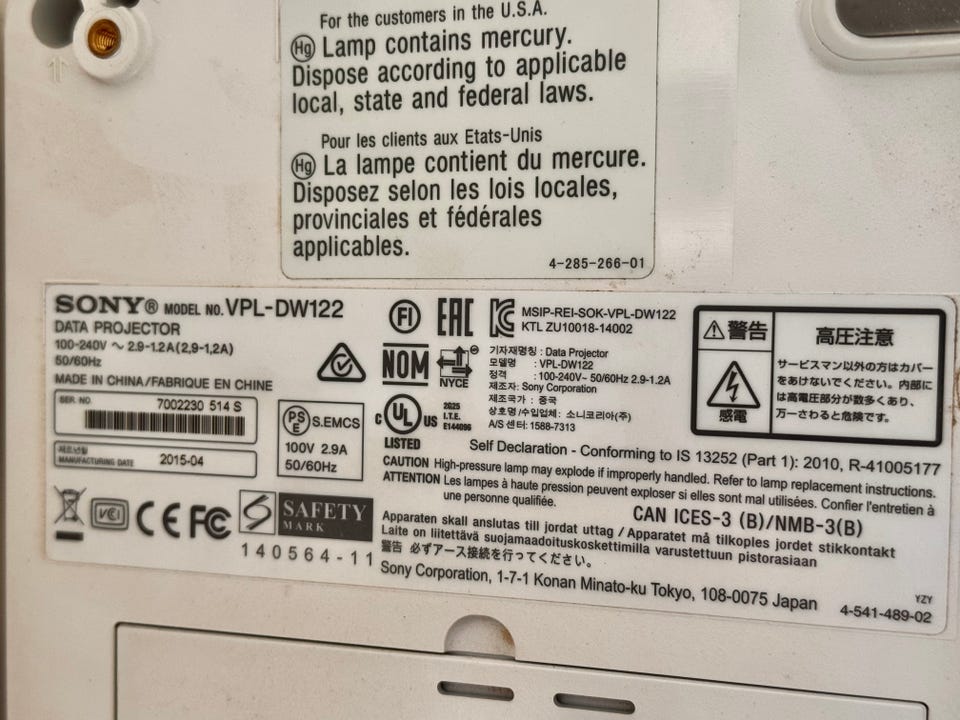 For the customers in the U.S.A.
Hg Lamp contains mercury.
Dispose according to applicable
local, state and federal laws.
Pour les clients aux Etats-Unis
Hg La lampe contient du mercure.
Disposez selon les lois locales,
provinciales et fédérales
applicables.
4-285-266-01
SONY® MODEL NO. VPL-DW122
DATA PROJECTOR
100-240V ~ 2.9-1.2A (2,9-1,2A)
50/60Hz
MADE IN CHINA/FABRIQUE EN CHINE
SER. NO.
7002230 514 S
MANUFACTURING DATE 2015-04
PSE S.EMCS
100V 2.9A
50/60Hz
VCI CE FC
SAFETY
MARK
140564-11
FI EAC KC
MSIP-REI-SOK-VPL-DW122
KTL ZU10018-14002
NOM NYCE
기자재명칭 : Data Projector
모델명 : VPL-DW122
정격 : 100-240V~ 50/60Hz 2.9-1.2A
제조자: Sony Corporation
제조국가 : 중국
상호명/수입업체: 소니코리아(주)
A/S 센터: 1588-7313
C UL US
LISTED
2G25
I.T.E.
E144096
警告 高圧注意
感電
サービスマン以外の方はカバー
をあけないでください。内部に
は高電圧部分が数多くあり、
万一さわると危険です。
Self Declaration - Conforming to IS 13252 (Part 1): 2010, R-41005177
CAUTION High-pressure lamp may explode if improperly handled. Refer to lamp replacement instructions.
ATTENTION Les lampes à haute pression peuvent exploser si elles sont mal utilisées. Confier l'entretien à
une personne qualifiée.
CAN ICES-3 (B)/NMB-3(B)
Apparaten skall anslutas till jordat uttag / Apparatet må tilkoples jordet stikkontakt
Laite on liitettävä suojamaadoituskoskettimilla varustettuun pistorasiaan
警告 必ずアース接続を行ってください。
Sony Corporation, 1-7-1 Konan Minato-ku Tokyo, 108-0075 Japan
YZY
4-541-489-02